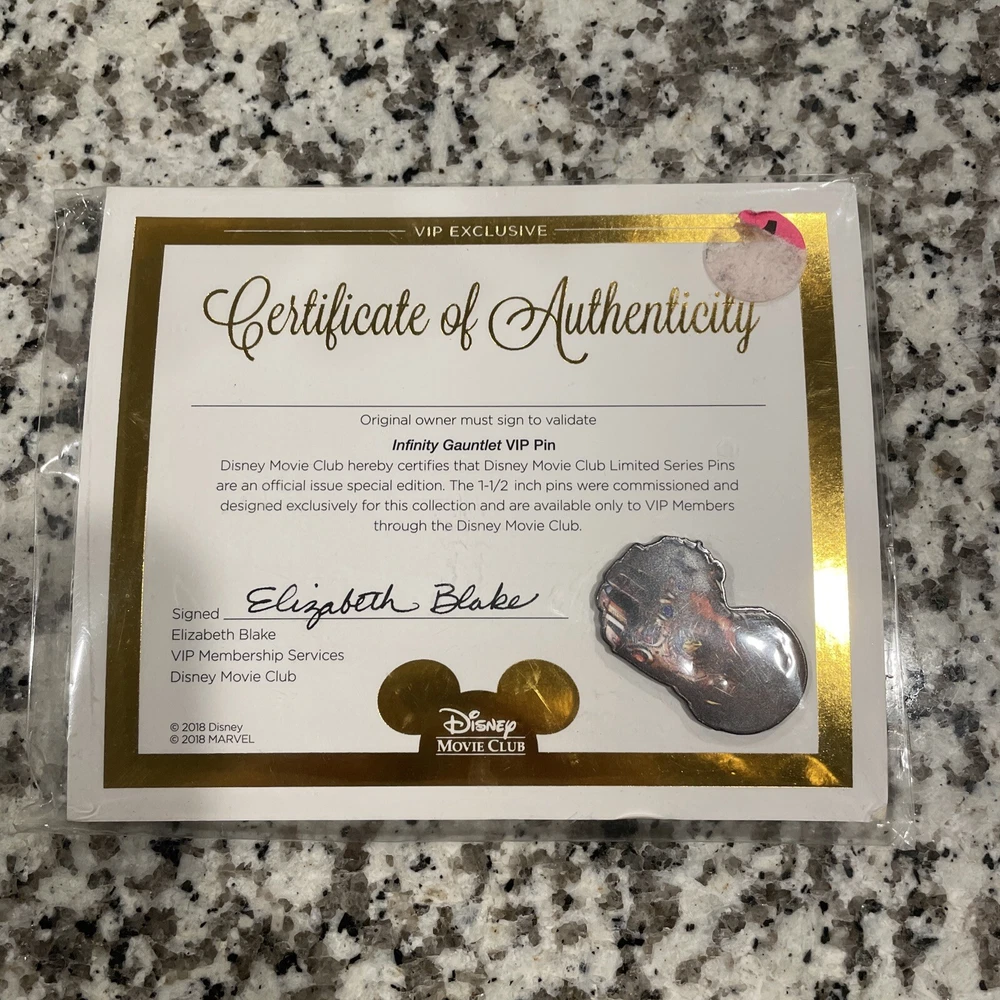 VIP EXCLUSIVE
Certificate of Authenticity
Original owner must sign to validate
Infinity Gauntlet VIP Pin
Disney Movie Club hereby certifies that Disney Movie Club Limited Series Pins
are an official issue special edition. The 1-1/2 inch pins were commissioned and
designed exclusively for this collection and are available only to VIP Members
through the Disney Movie Club.
Signed Elizabeth Blake
Elizabeth Blake
VIP Membership Services
Disney Movie Club
© 2018 Disney
© 2018 MARVEL
Disney
MOVIE CLUB